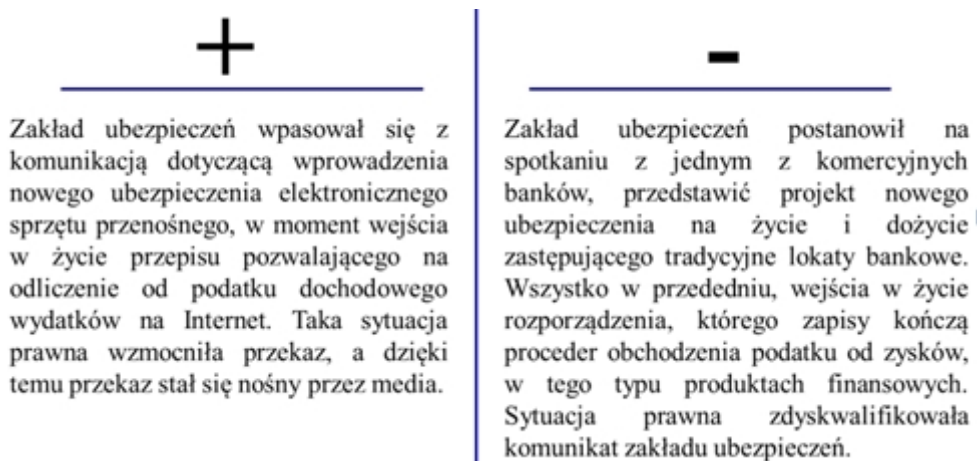 +
Zakład ubezpieczeń wpasował się z
komunikacją dotyczącą wprowadzenia
nowego ubezpieczenia elektronicznego
sprzętu przenośnego, w moment wejścia
w życie przepisu pozwalającego na
odliczenie od podatku dochodowego
wydatków na Internet. Taka sytuacja
prawna wzmocniła przekaz, a dzięki
temu przekaz stał się nośny przez media.
-
Zakład ubezpieczeń postanowił na
spotkaniu z jednym z komercyjnych
banków, przedstawić projekt nowego
ubezpieczenia na życie i dożycie
zastępującego tradycyjne lokaty bankowe.
Wszystko w przededniu, wejścia w życie
rozporządzenia, którego zapisy kończą
proceder obchodzenia podatku od zysków,
w tego typu produktach finansowych.
Sytuacja prawna zdyskwalifikowała
komunikat zakładu ubezpieczeń.